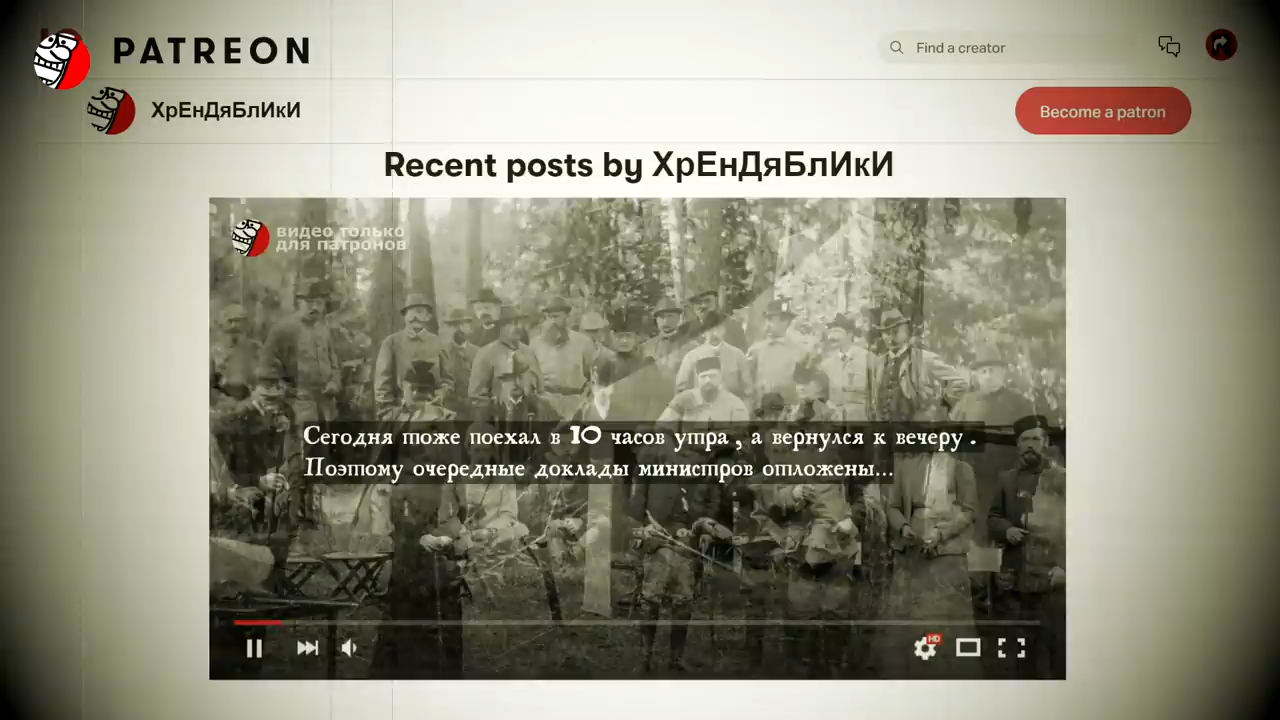 PATREON
Find a creator
ХрЕнДяБлИкИ
Become a patron
Recent posts by ХрЕнДяБлИкИ
видео только
для патронов
Сегодня тоже поехал в 10 часов утра , а вернулся к вечеру .
Поэтому очередные доклады министров отложены...
HD